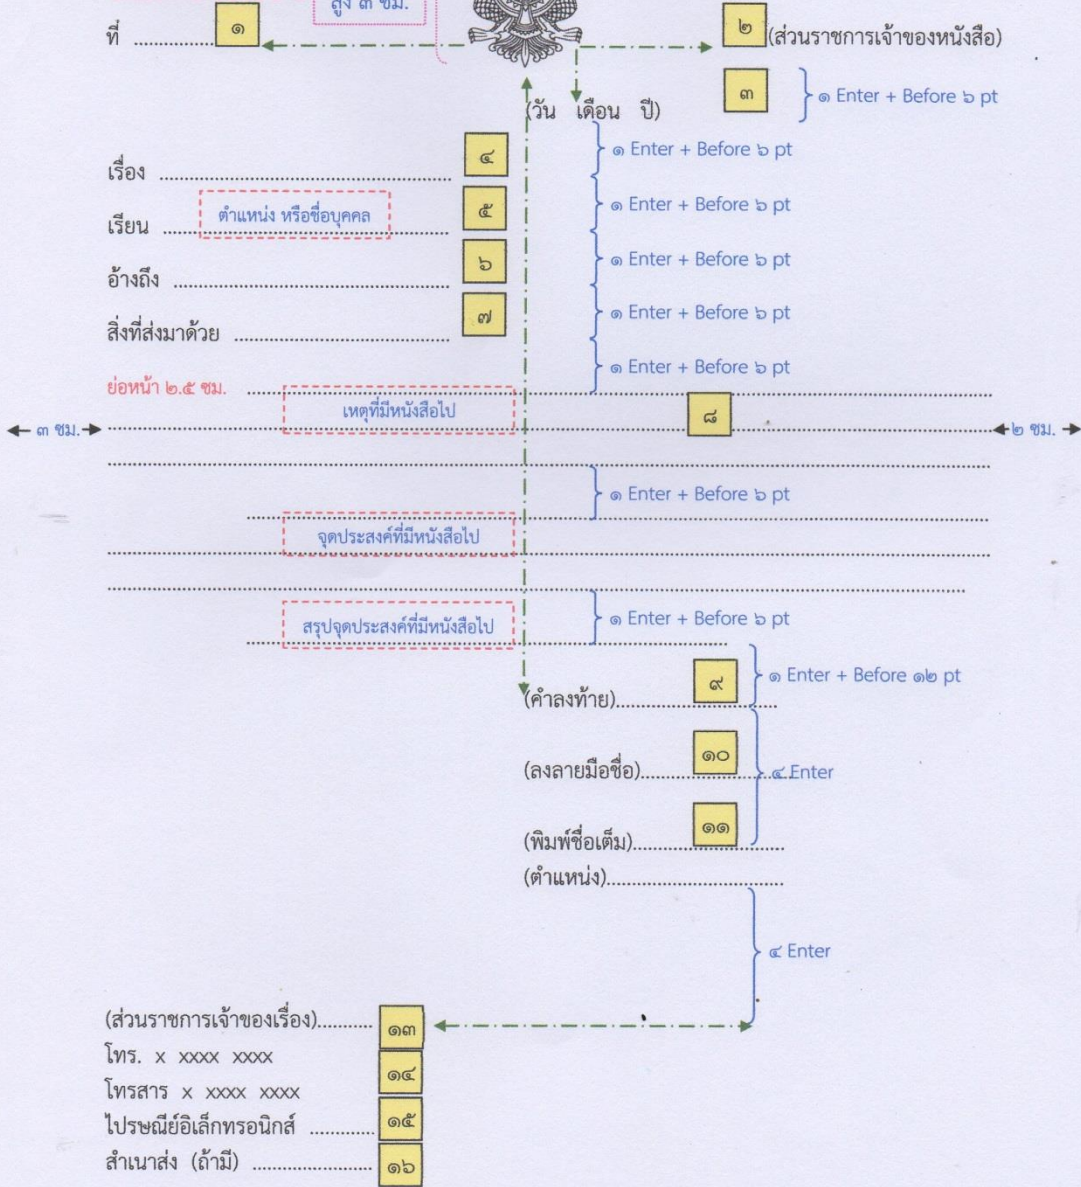 สูง ๓ ซม.
ที่ .................... ๑ ๒ (ส่วนราชการเจ้าของหนังสือ)
๓ ๑ Enter + Before ๖ pt
(วัน เดือน ปี)
๔ ๑ Enter + Before ๖ pt
เรื่อง ....................
ตำแหน่ง หรือชื่อบุคคล ๕ ๑ Enter + Before ๖ pt
เรียน ....................
๖ ๑ Enter + Before ๖ pt
อ้างถึง ....................
๗ ๑ Enter + Before ๖ pt
สิ่งที่ส่งมาด้วย ....................
๑ Enter + Before ๖ pt
ย่อหน้า ๒.๕ ซม. ....................
เหตุที่มีหนังสือไป ๘
๓ ซม. .................... ๒ ซม.
๑ Enter + Before ๖ pt
จุดประสงค์ที่มีหนังสือไป
๑ Enter + Before ๖ pt
สรุปจุดประสงค์ที่มีหนังสือไป
๙ ๑ Enter + Before ๑๒ pt
(คำลงท้าย)....................
๑๐
(ลงลายมือชื่อ).................... ๔ Enter
๑๑
(พิมพ์ชื่อเต็ม)....................
(ตำแหน่ง)....................
๔ Enter
(ส่วนราชการเจ้าของเรื่อง)........... ๑๓
โทร. x xxxx xxxx
๑๔
โทรสาร x xxxx xxxx
ไปรษณีย์อิเล็กทรอนิกส์ ............. ๑๕
สำเนาส่ง (ถ้ามี) ........................ ๑๖